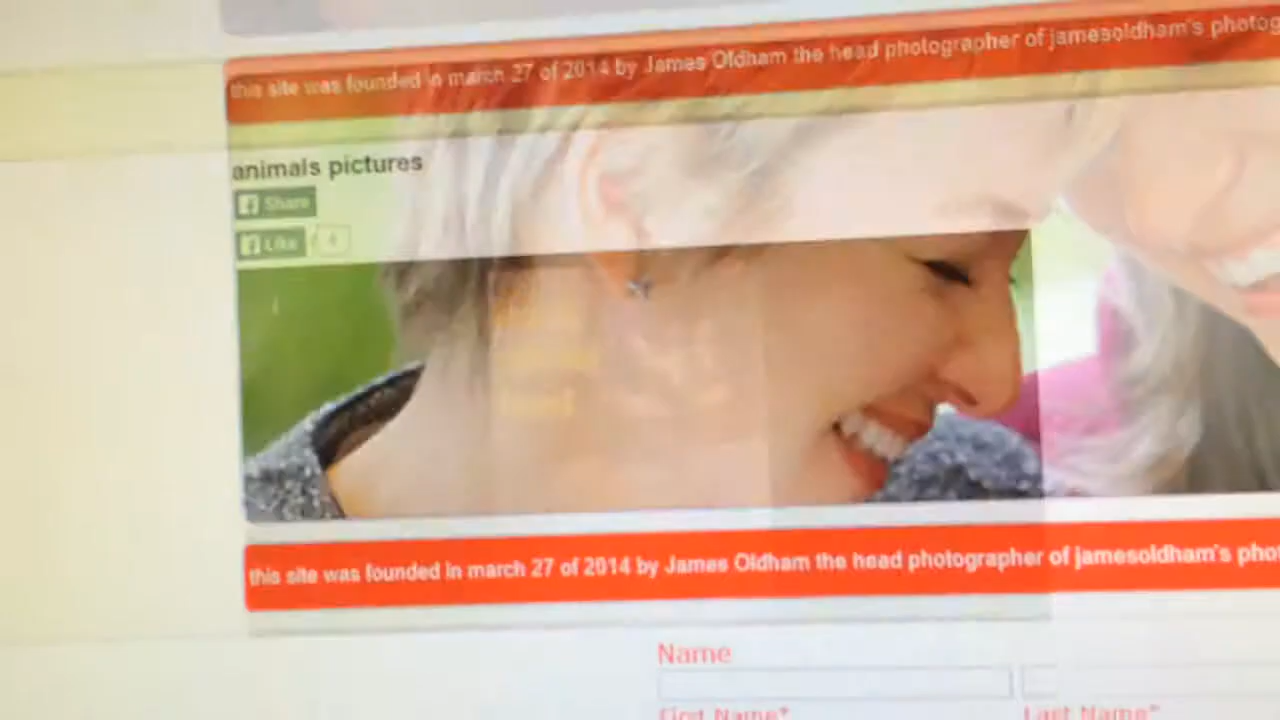 this site was founded in march 27 of 2014 by James Oldham the head photographer of jamesoldham's photog
animals pictures
Share
Like
this site was founded in march 27 of 2014 by James Oldham the head photographer of jamesoldham's pho
Name
First Name* Last Name*